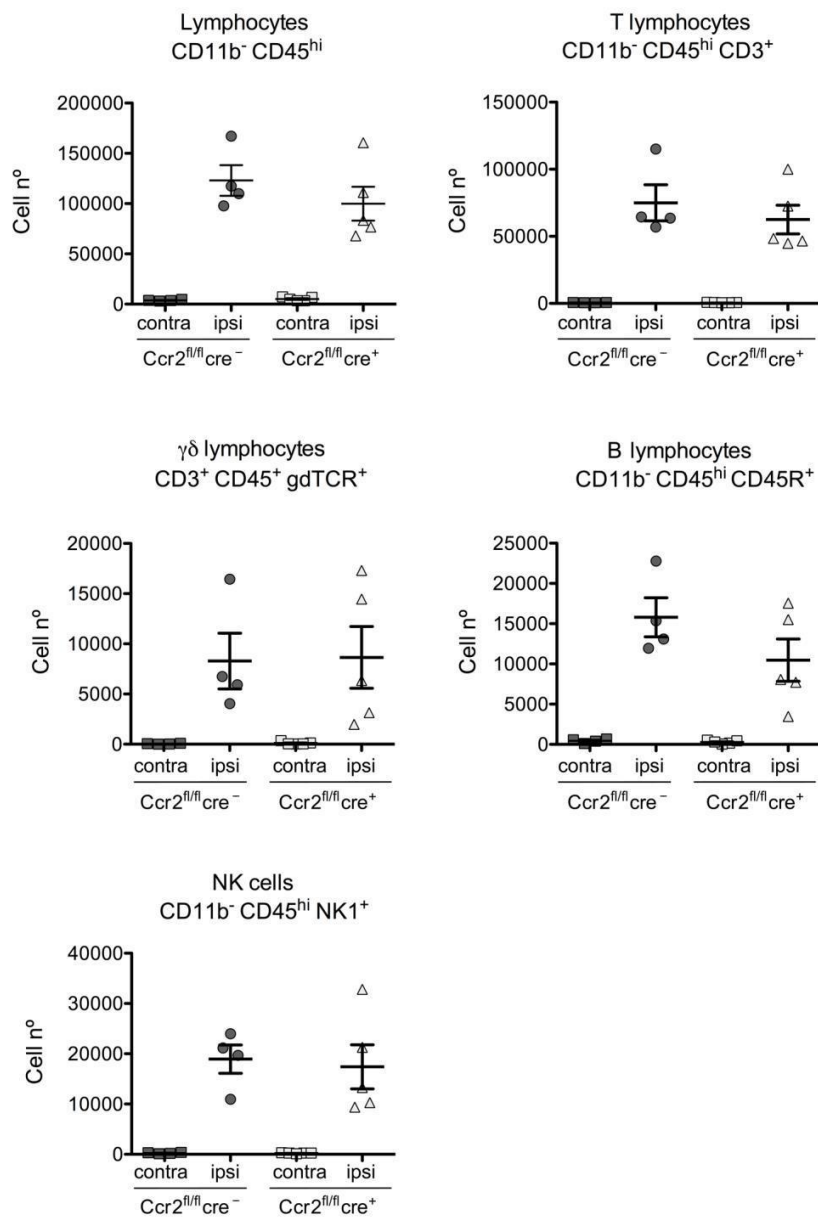 Lymphocytes
CD11b⁻ CD45ʰⁱ
200000
150000
100000
50000
0
Cell nº
contra ipsi contra ipsi
Ccr2ᶠˡ/ᶠˡcre⁻ Ccr2ᶠˡ/ᶠˡcre⁺
T lymphocytes
CD11b⁻ CD45ʰⁱ CD3⁺
150000
100000
50000
0
Cell nº
contra ipsi contra ipsi
Ccr2ᶠˡ/ᶠˡcre⁻ Ccr2ᶠˡ/ᶠˡcre⁺
γδ lymphocytes
CD3⁺ CD45⁺ gdTCR⁺
20000
15000
10000
5000
0
Cell nº
contra ipsi contra ipsi
Ccr2ᶠˡ/ᶠˡcre⁻ Ccr2ᶠˡ/ᶠˡcre⁺
B lymphocytes
CD11b⁻ CD45ʰⁱ CD45R⁺
25000
20000
15000
10000
5000
0
Cell nº
contra ipsi contra ipsi
Ccr2ᶠˡ/ᶠˡcre⁻ Ccr2ᶠˡ/ᶠˡcre⁺
NK cells
CD11b⁻ CD45ʰⁱ NK1⁺
40000
30000
20000
10000
0
Cell nº
contra ipsi contra ipsi
Ccr2ᶠˡ/ᶠˡcre⁻ Ccr2ᶠˡ/ᶠˡcre⁺